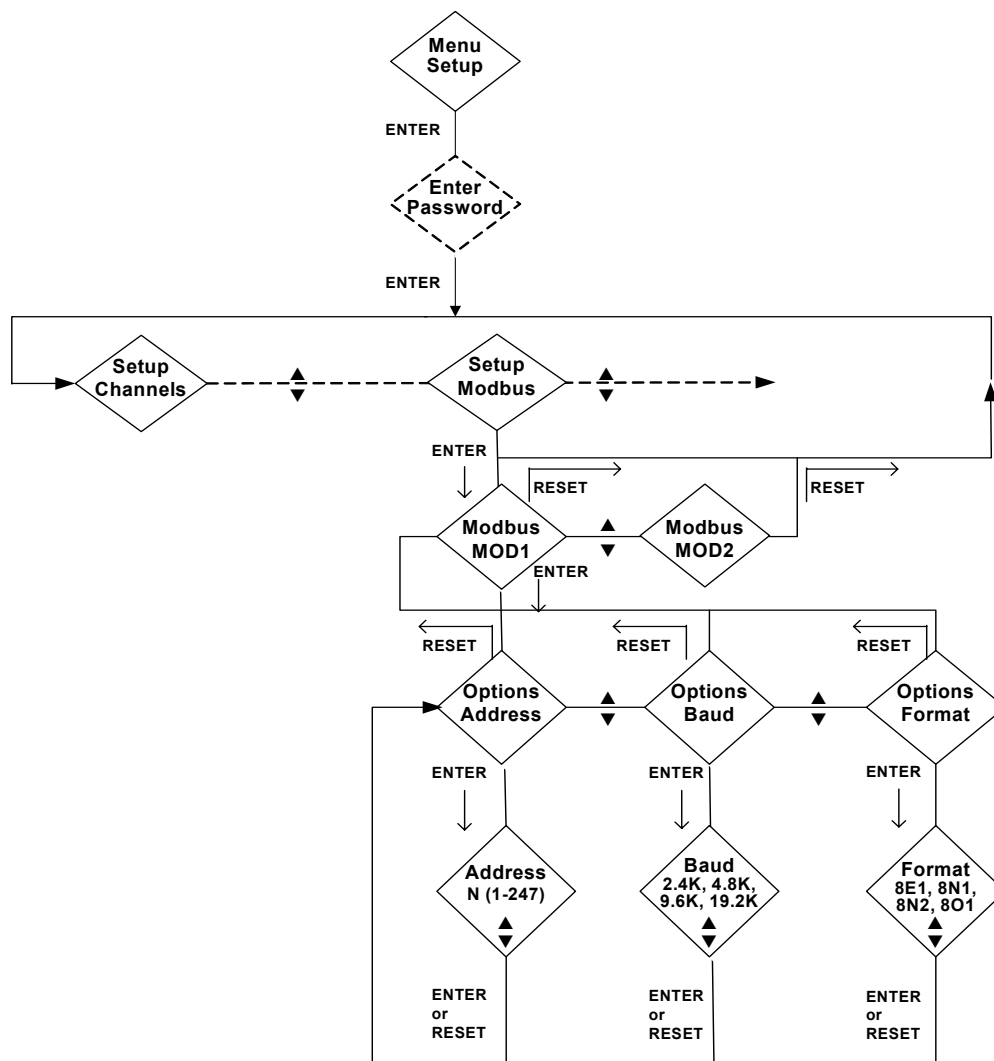 Menu
Setup
ENTER
Enter
Password
ENTER
Setup
Channels
Setup
Modbus
ENTER
RESET
RESET
Modbus
MOD1
Modbus
MOD2
ENTER
RESET
RESET
RESET
Options
Address
Options
Baud
Options
Format
ENTER
ENTER
ENTER
Address
N (1-247)
Baud
2.4K, 4.8K,
9.6K, 19.2K
Format
8E1, 8N1,
8N2, 8O1
ENTER
or
RESET
ENTER
or
RESET
ENTER
or
RESET